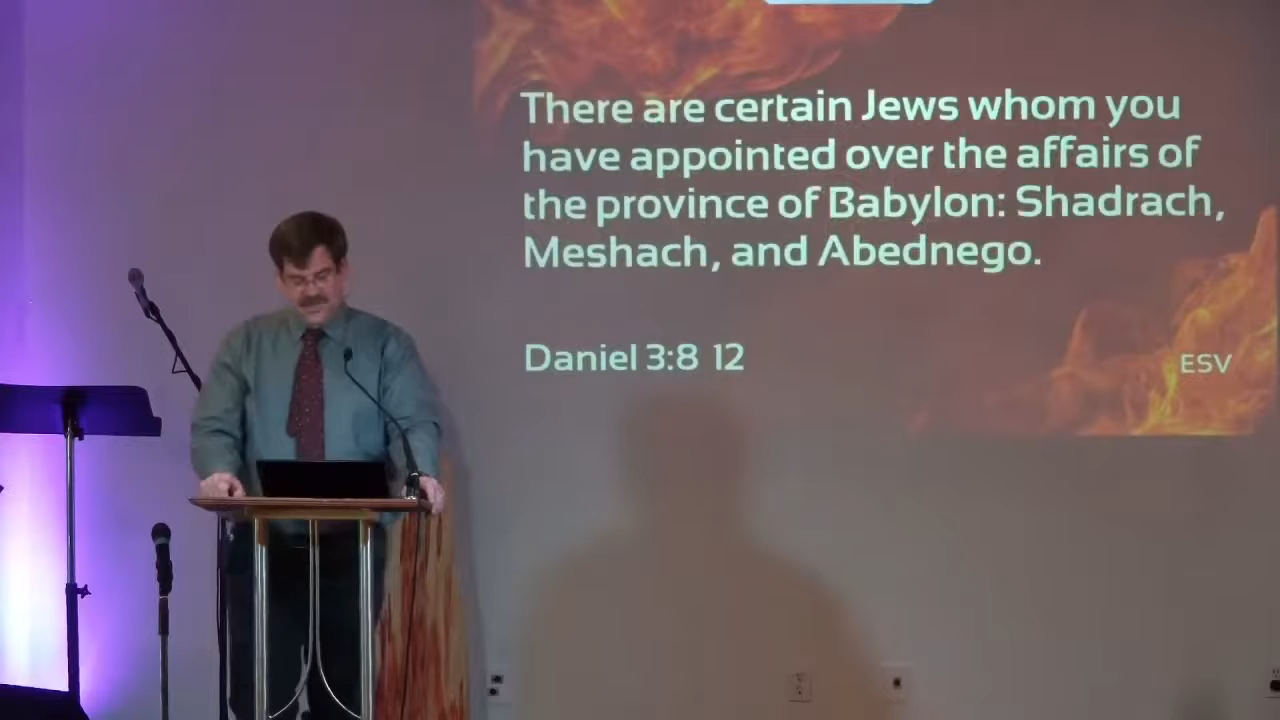 There are certain Jews whom you
have appointed over the affairs of
the province of Babylon: Shadrach,
Meshach, and Abednego.
Daniel 3:8 12
ESV